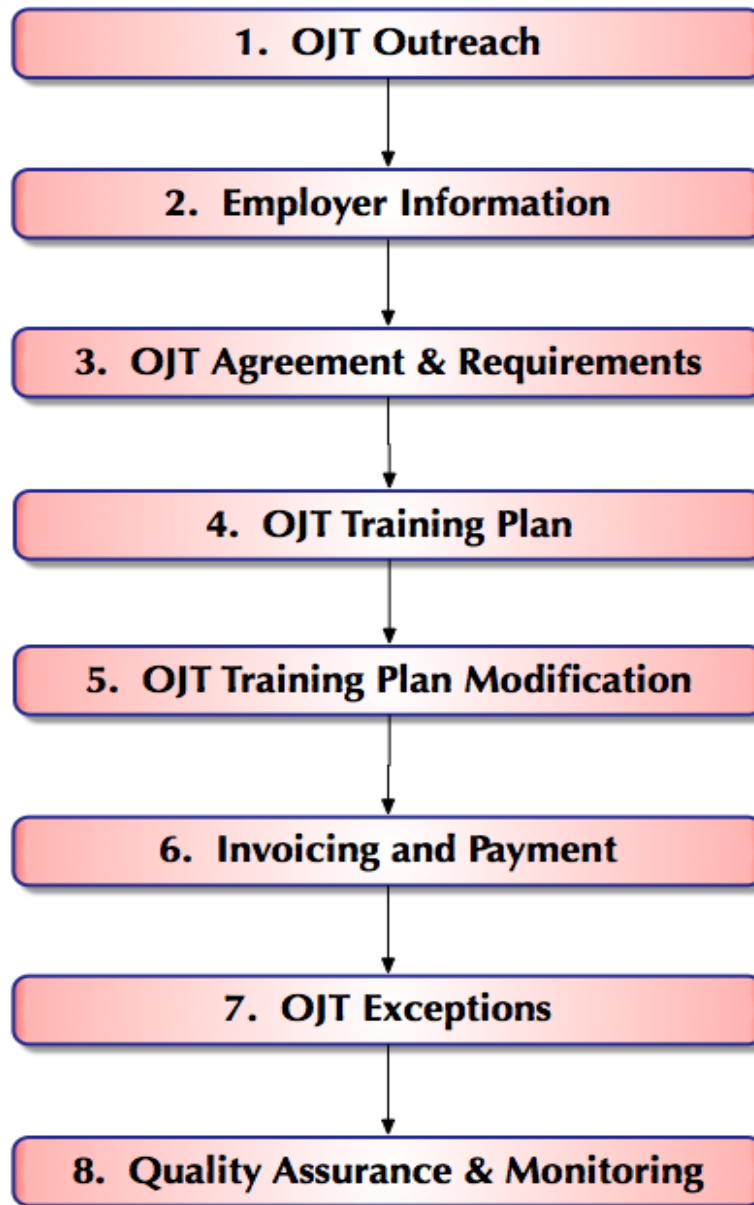 1. OJT Outreach
2. Employer Information
3. OJT Agreement & Requirements
4. OJT Training Plan
5. OJT Training Plan Modification
6. Invoicing and Payment
7. OJT Exceptions
8. Quality Assurance & Monitoring